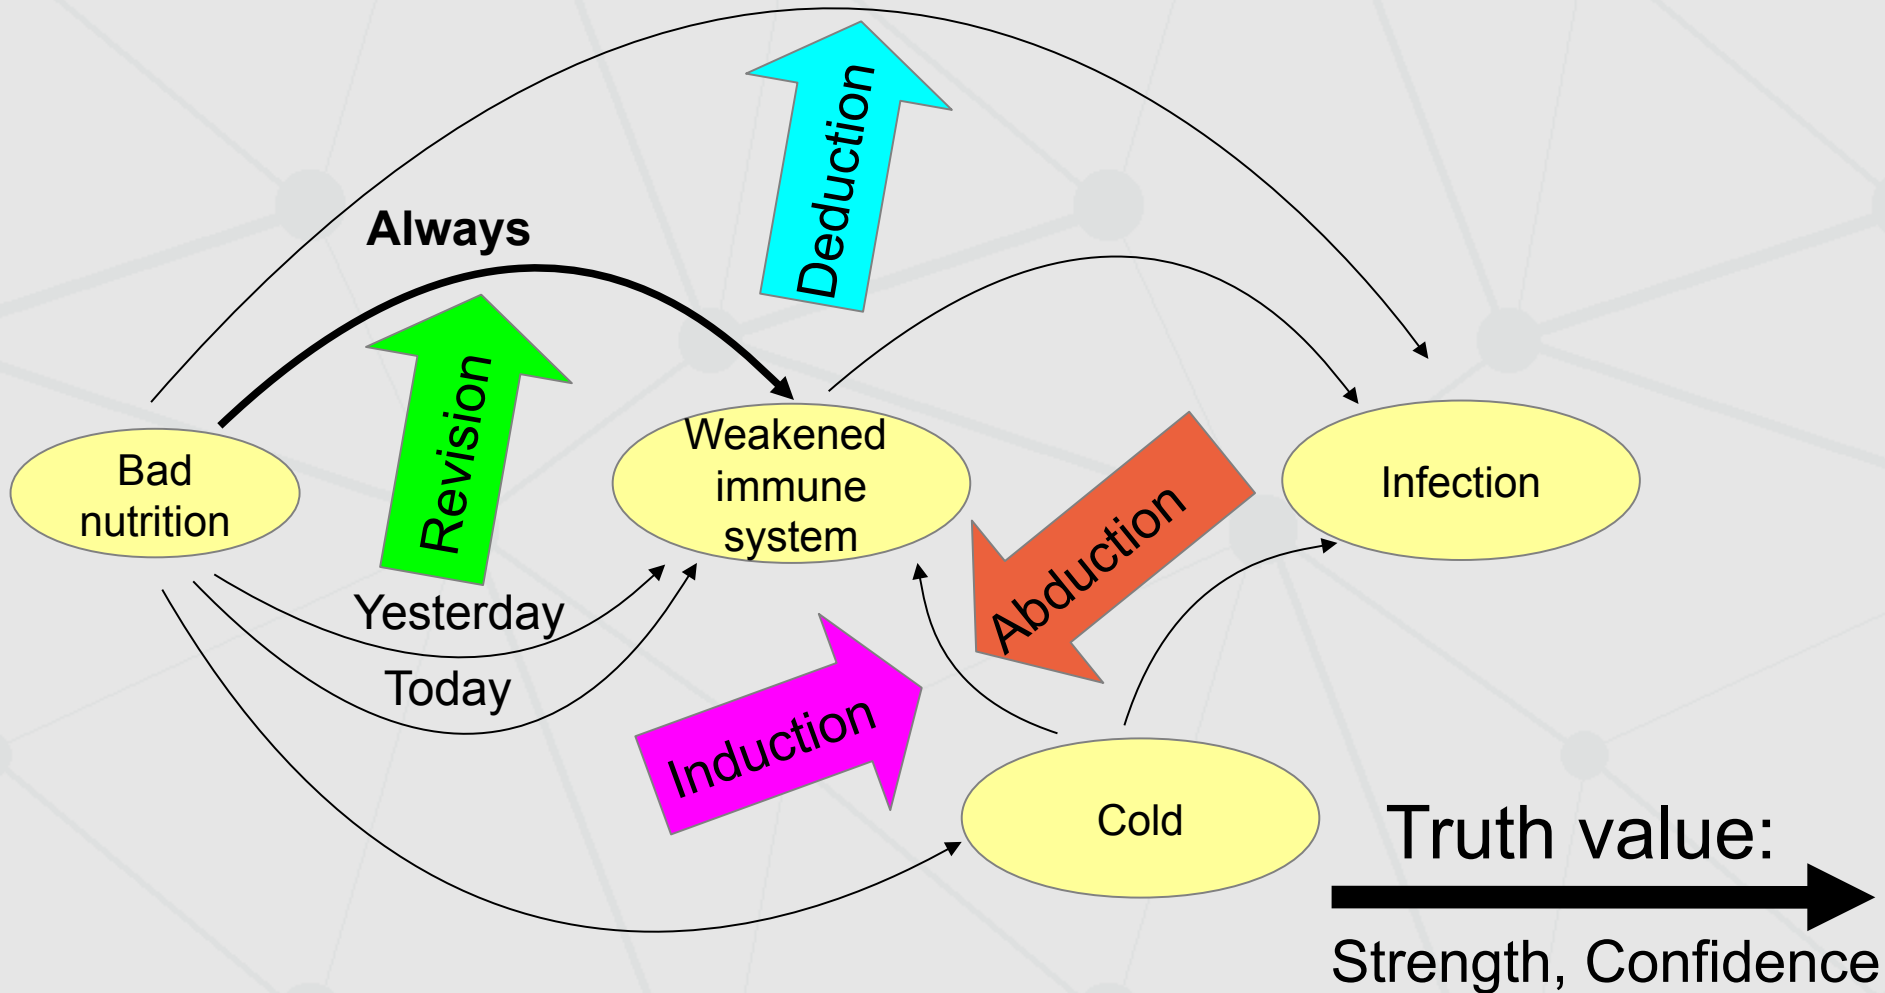 Deduction
Always
Revision
Bad
nutrition
Weakened
immune
system
Infection
Abduction
Yesterday
Today
Induction
Cold
Truth value:
Strength, Confidence